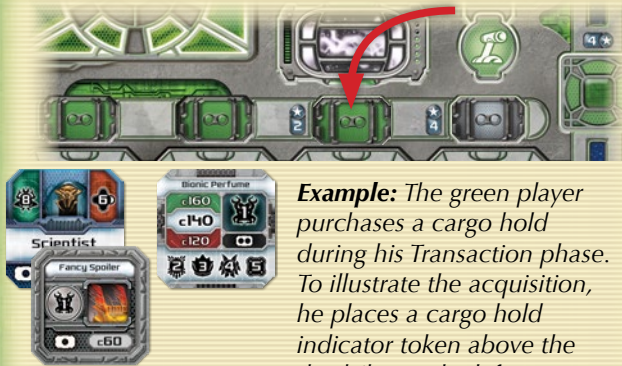 4
2
4
8
6
Scientist
Fancy Spoiler
c60
Bionic Perfume
c160
c140
c120
2 3 5
Example: The green player
purchases a cargo hold
during his Transaction phase.
To illustrate the acquisition,
he places a cargo hold
indicator token above the